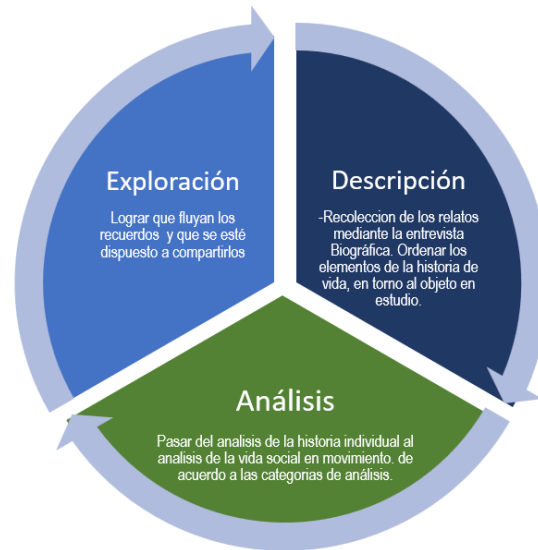 Exploración
Lograr que fluyan los
recuerdos y que se esté
dispuesto a compartirlos
Descripción
-Recoleccion de los relatos
mediante la entrevista
Biográfica. Ordenar los
elementos de la historia de
vida, en torno al objeto en
estudio.
Análisis
Pasar del analisis de la historia individual al
analisis de la vida social en movimiento. de
acuerdo a las categorias de análisis.